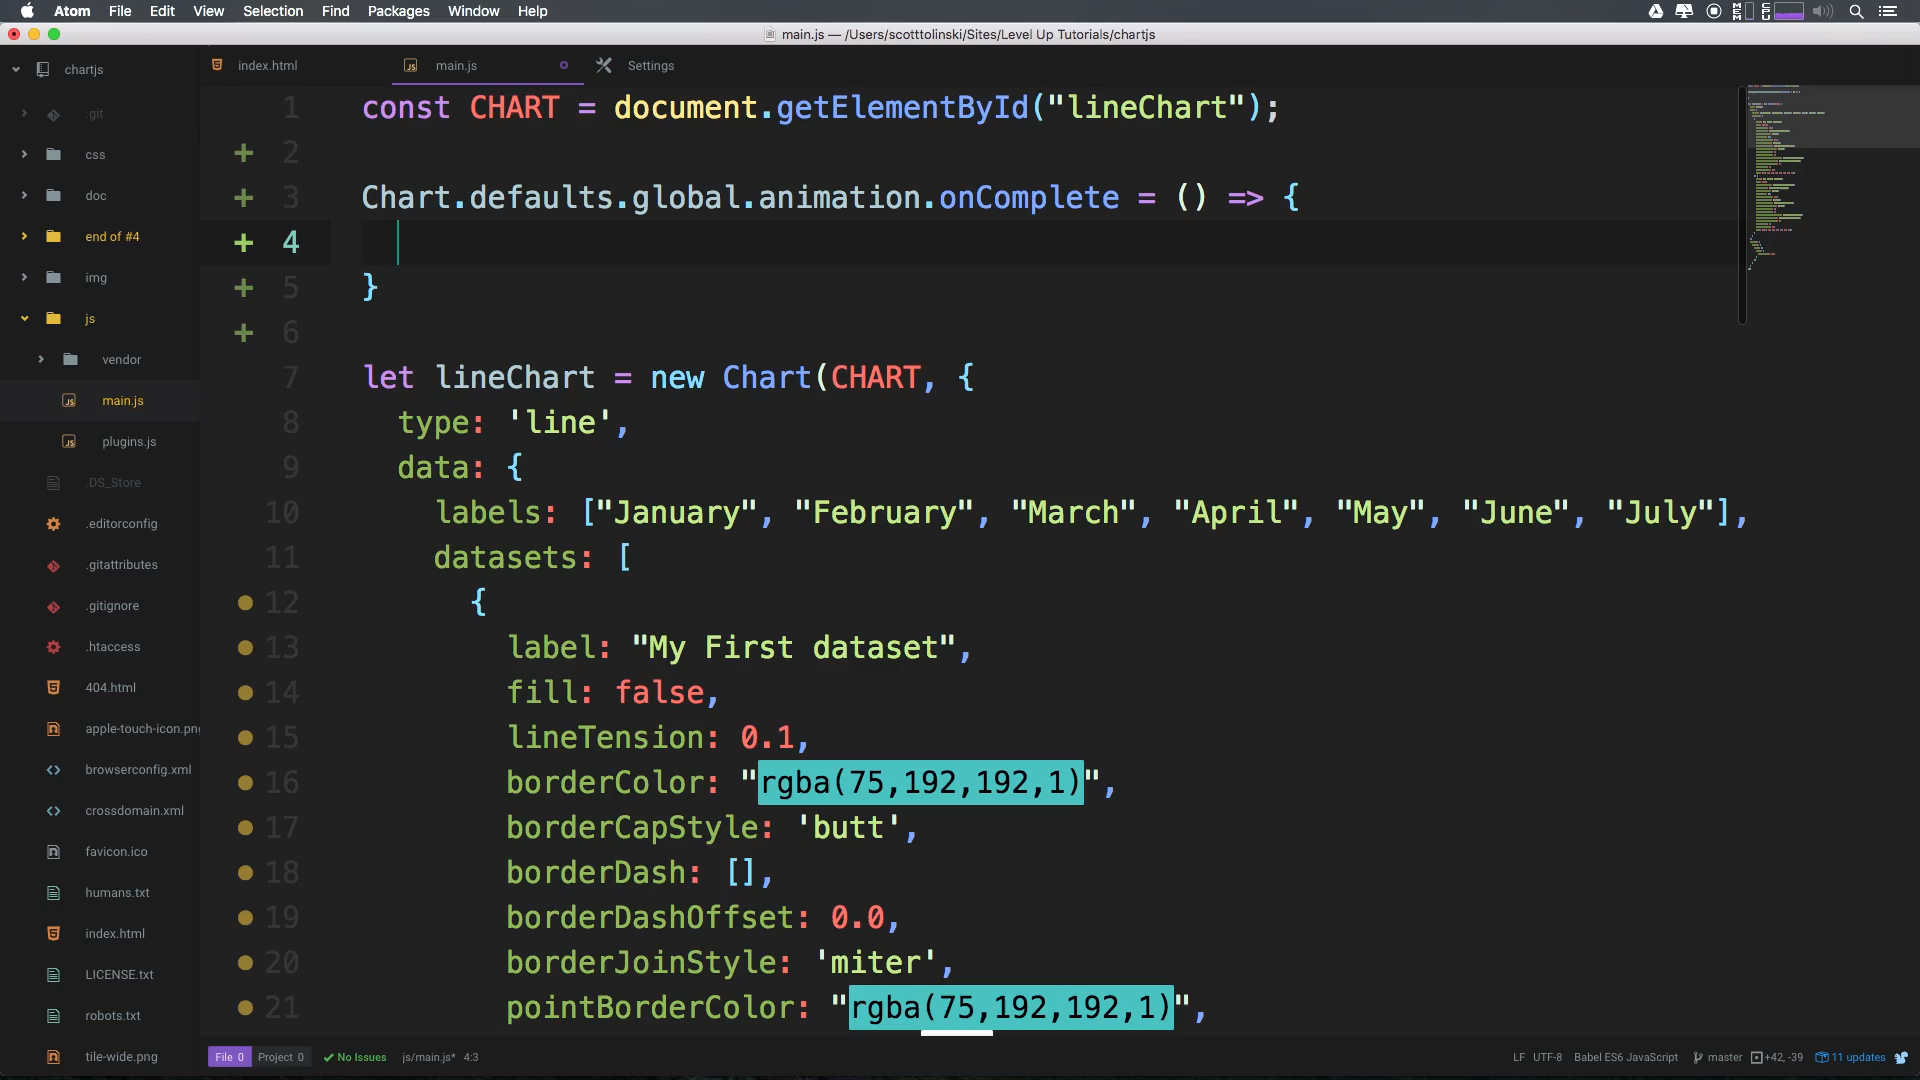 Atom File Edit View Selection Find Packages Window Help
main.js — /Users/scotttolinski/Sites/Level Up Tutorials/chartjs
chartjs
index.html
main.js
Settings
.git
css
doc
end of #4
img
js
vendor
main.js
plugins.js
.DS_Store
.editorconfig
.gitattributes
.gitignore
.htaccess
404.html
apple-touch-icon.pn
browserconfig.xml
crossdomain.xml
favicon.ico
humans.txt
index.html
LICENSE.txt
robots.txt
tile-wide.png
1 const CHART = document.getElementById("lineChart");
+ 2
+ 3 Chart.defaults.global.animation.onComplete = () => {
+ 4
+ 5 }
+ 6
7 let lineChart = new Chart(CHART, {
8 type: 'line',
9 data: {
10 labels: ["January", "February", "March", "April", "May", "June", "July"],
11 datasets: [
12 {
13 label: "My First dataset",
14 fill: false,
15 lineTension: 0.1,
16 borderColor: "rgba(75,192,192,1)",
17 borderCapStyle: 'butt',
18 borderDash: [],
19 borderDashOffset: 0.0,
20 borderJoinStyle: 'miter',
21 pointBorderColor: "rgba(75,192,192,1)",
File 0 Project 0 No Issues js/main.js* 4:3 LF UTF-8 Babel ES6 JavaScript master +42, -39 11 updates